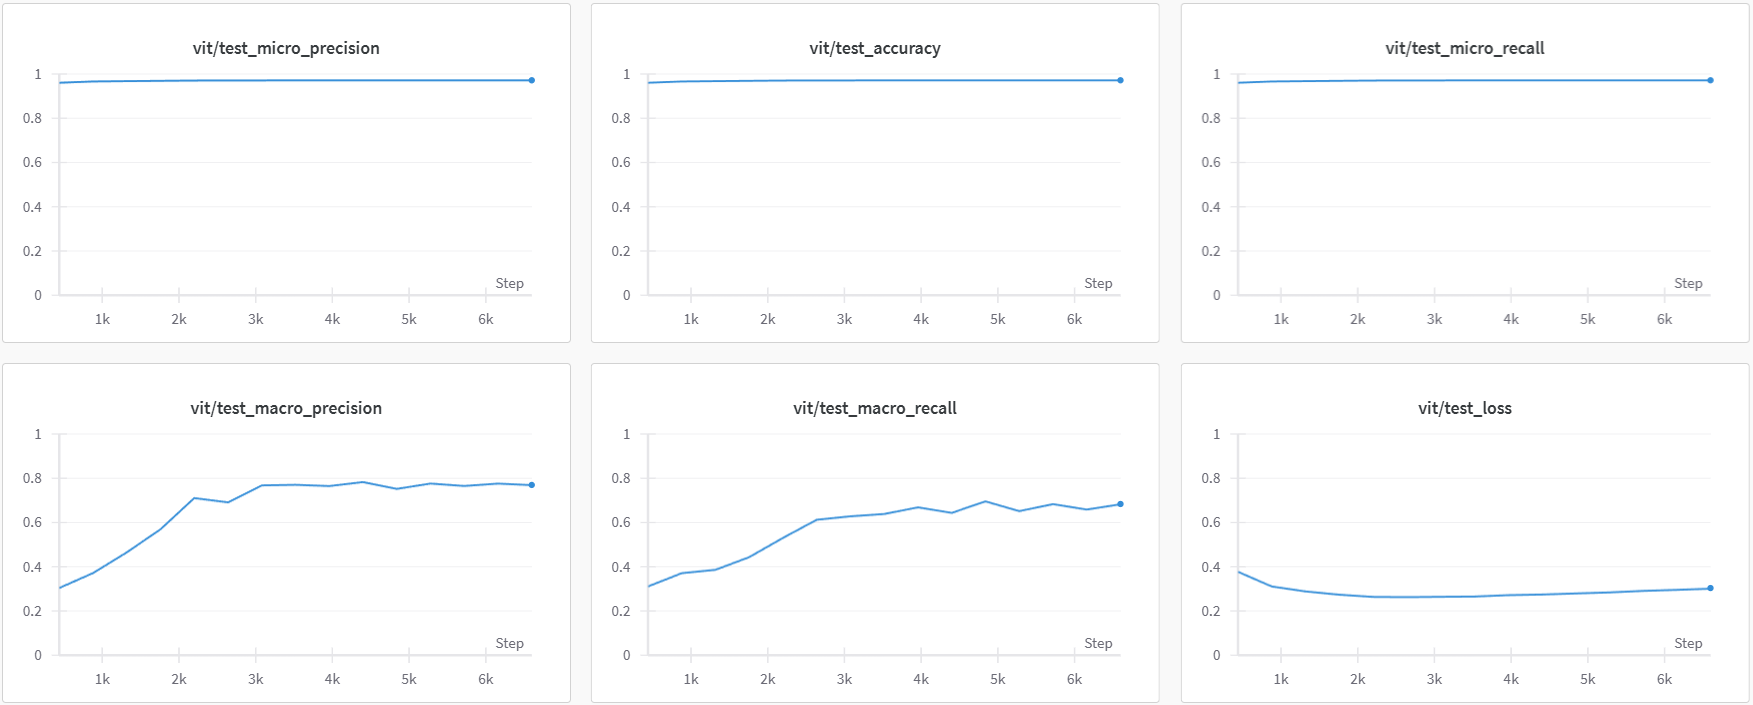 vit/test_micro_precision
1
0.8
0.6
0.4
0.2
0
Step
1k 2k 3k 4k 5k 6k
vit/test_accuracy
1
0.8
0.6
0.4
0.2
0
Step
1k 2k 3k 4k 5k 6k
vit/test_micro_recall
1
0.8
0.6
0.4
0.2
0
Step
1k 2k 3k 4k 5k 6k
vit/test_macro_precision
1
0.8
0.6
0.4
0.2
0
Step
1k 2k 3k 4k 5k 6k
vit/test_macro_recall
1
0.8
0.6
0.4
0.2
0
Step
1k 2k 3k 4k 5k 6k
vit/test_loss
1
0.8
0.6
0.4
0.2
0
Step
1k 2k 3k 4k 5k 6k